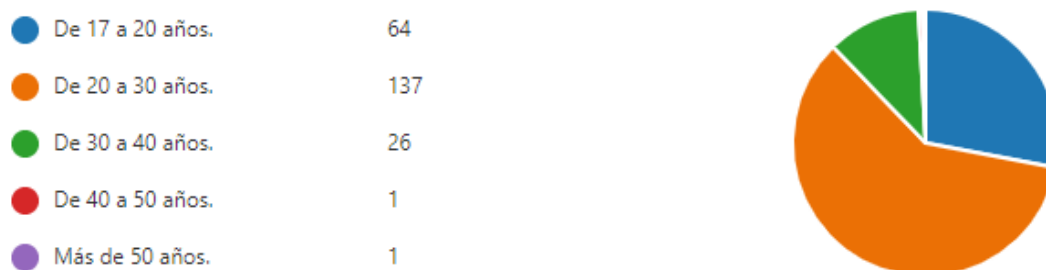 De 17 a 20 años. 64
De 20 a 30 años. 137
De 30 a 40 años. 26
De 40 a 50 años. 1
Más de 50 años. 1